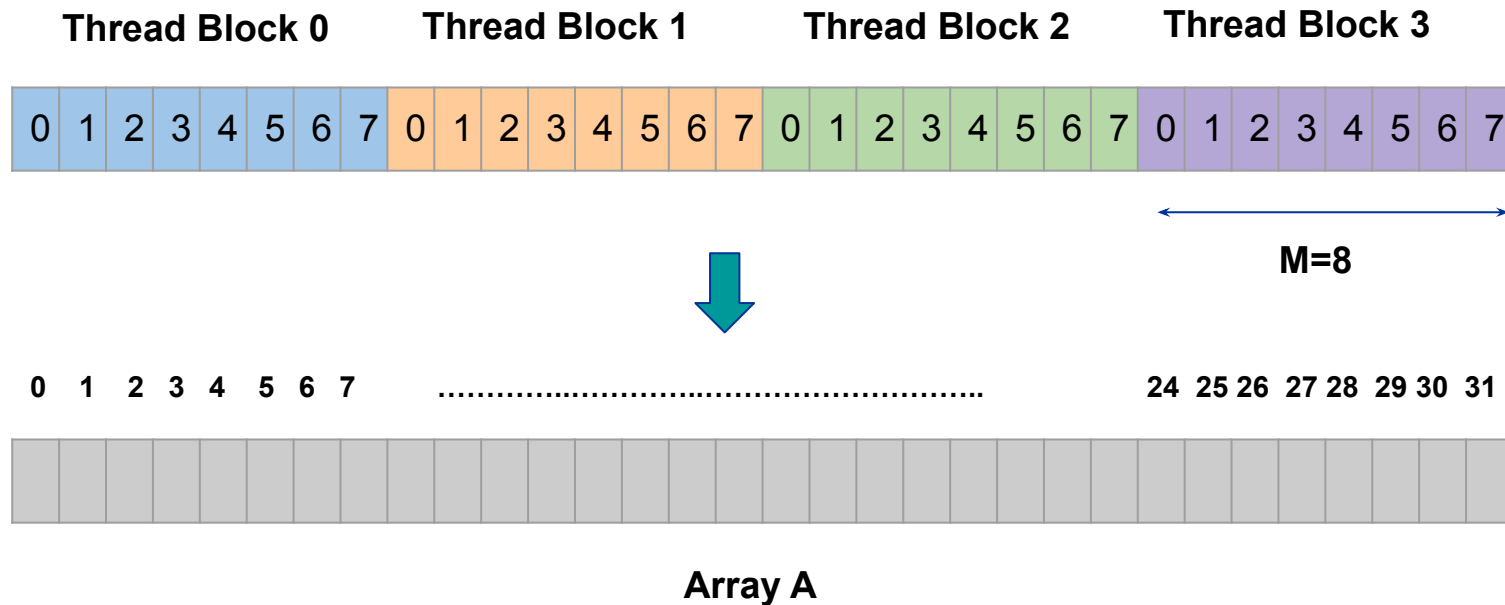 Thread Block 0 Thread Block 1 Thread Block 2 Thread Block 3
0 1 2 3 4 5 6 7 0 1 2 3 4 5 6 7 0 1 2 3 4 5 6 7 0 1 2 3 4 5 6 7
M=8
0 1 2 3 4 5 6 7 …………...…………...…………………….. 24 25 26 27 28 29 30 31
Array A